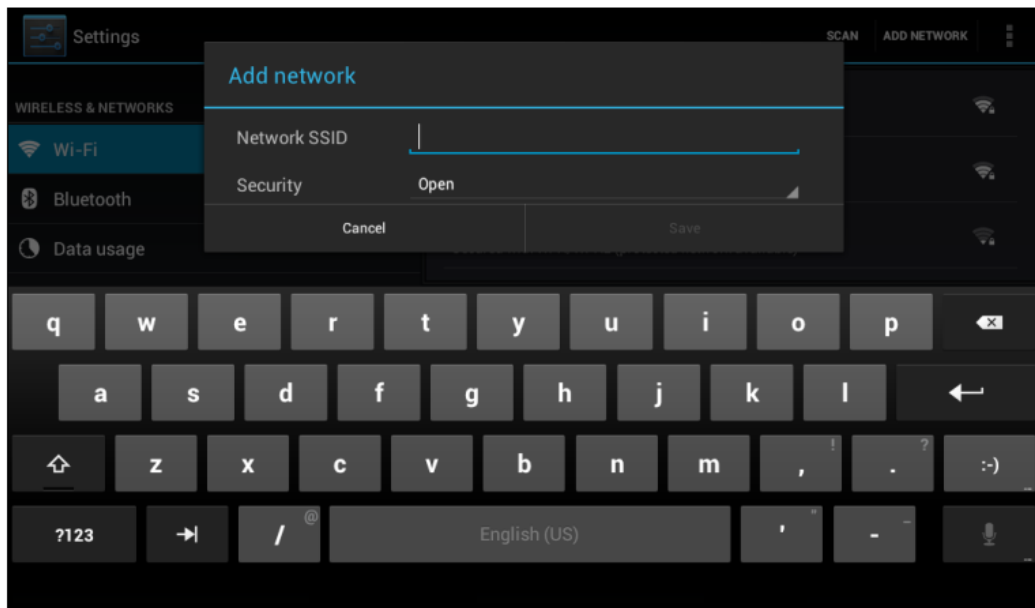 Settings
SCAN ADD NETWORK
Add network
WIRELESS & NETWORKS
Network SSID
Wi-Fi
Security Open
Bluetooth
Cancel Save
Data usage
q w e r t y u i o p
a s d f g h j k l
z x c v b n m , ! . ? :-) ...
?123 / @ English (US) ' " - _ ...